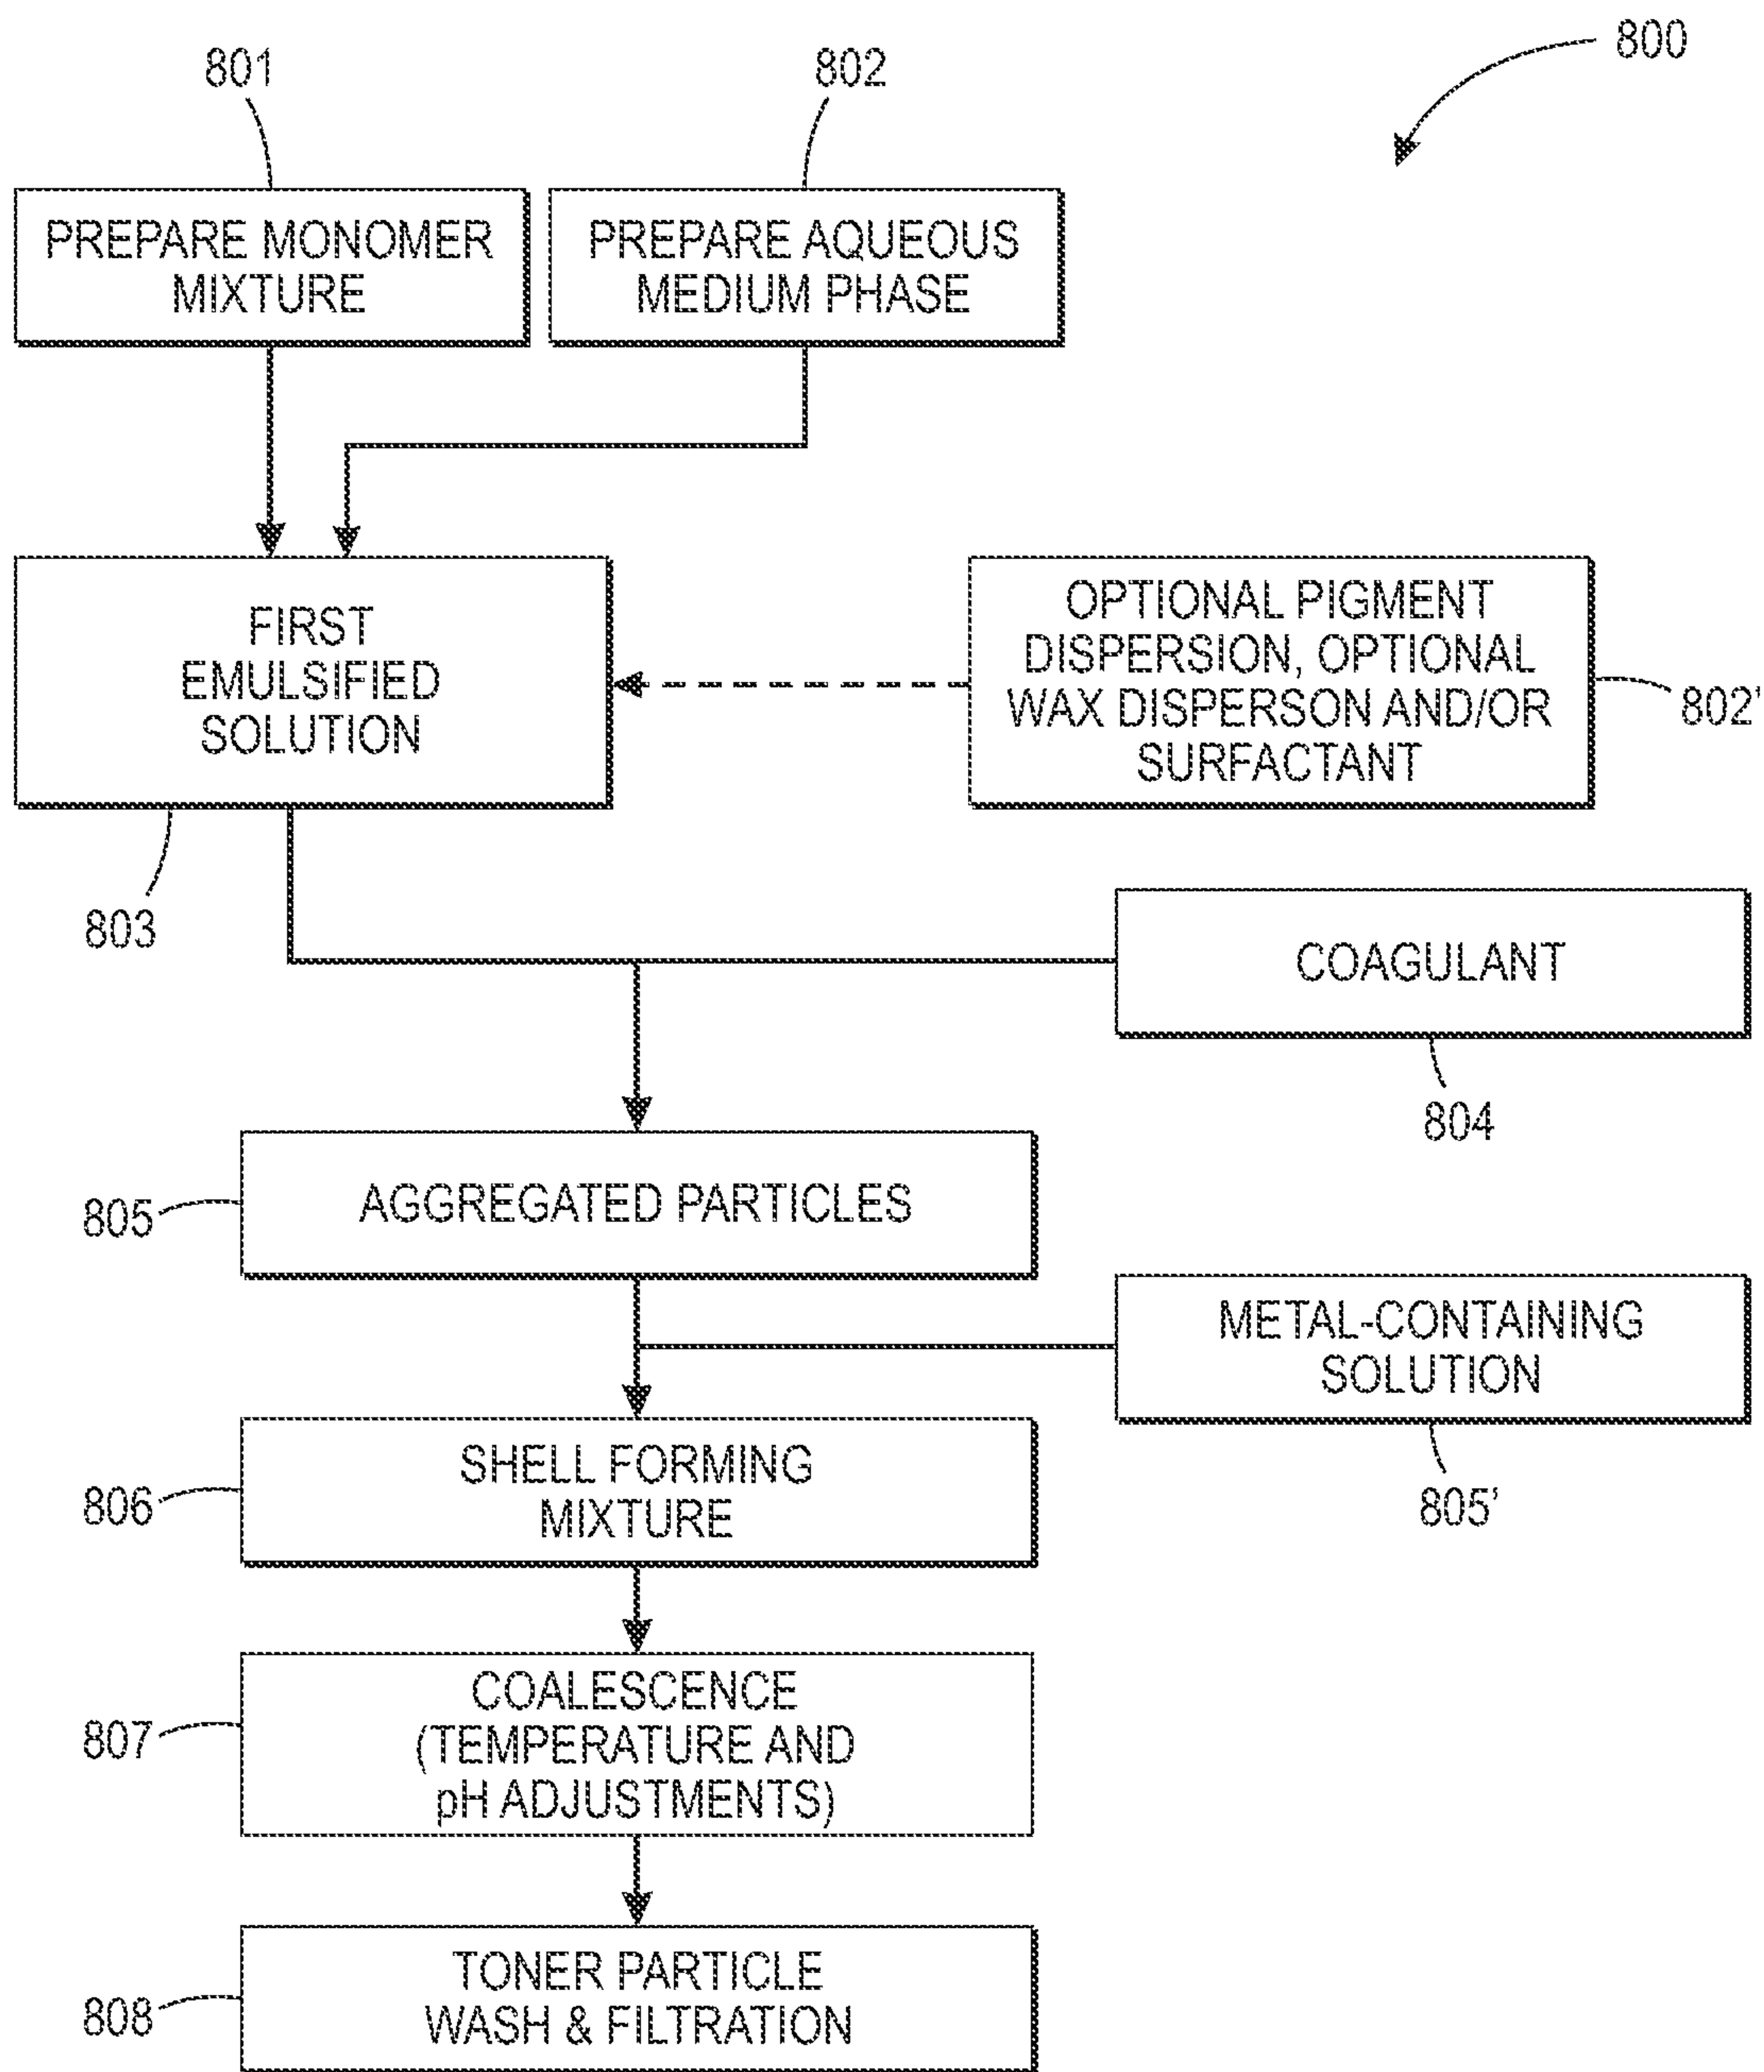 800
801
802
PREPARE MONOMER
MIXTURE
PREPARE AQUEOUS
MEDIUM PHASE
FIRST
EMULSIFIED
SOLUTION
803
OPTIONAL PIGMENT
DISPERSION, OPTIONAL
WAX DISPERSON AND/OR
SURFACTANT
802'
COAGULANT
804
AGGREGATED PARTICLES
805
METAL-CONTAINING
SOLUTION
805'
SHELL FORMING
MIXTURE
806
COALESCENCE
(TEMPERATURE AND
pH ADJUSTMENTS)
807
TONER PARTICLE
WASH & FILTRATION
808